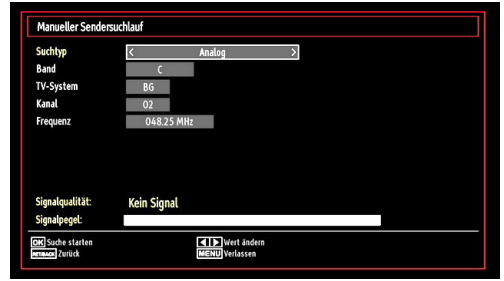 Manueller Sendersuchlauf
Suchtyp < Analog >
Band C
TV-System BG
Kanal 02
Frequenz 048.25 MHz
Signalqualität: Kein Signal
Signalpegel:
OK Suche starten ◀ ▶ Wert ändern
RET/BACK Zurück MENU Verlassen